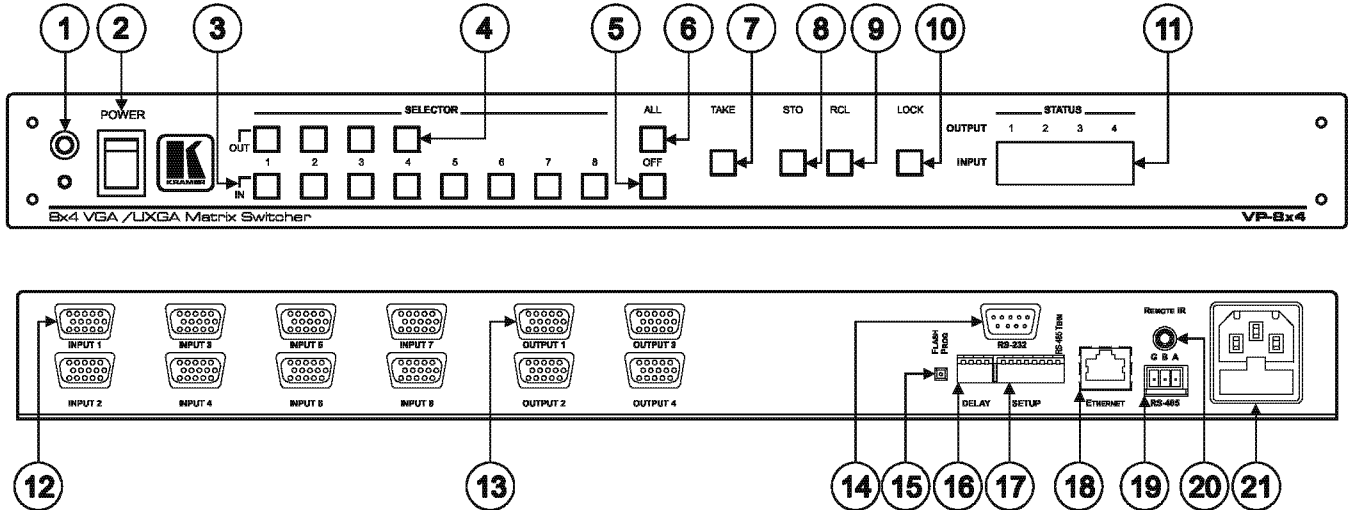 1 2 3 4 5 6 7 8 9 10 11
POWER SELECTOR ALL TAKE STO RCL LOCK STATUS
OUT OUTPUT 1 2 3 4
1 2 3 4 5 6 7 8 OFF INPUT
IN
KRAMER
8x4 VGA / UXGA Matrix Switcher VP-8x4
INPUT 1 INPUT 3 INPUT 5 INPUT 7 OUTPUT 1 OUTPUT 3
INPUT 2 INPUT 4 INPUT 6 INPUT 8 OUTPUT 2 OUTPUT 4
FLASH PROG
RS-232
RS-485 TERM
DELAY SETUP
ETHERNET
REMOTE IR
G B A
RS-485
12 13 14 15 16 17 18 19 20 21